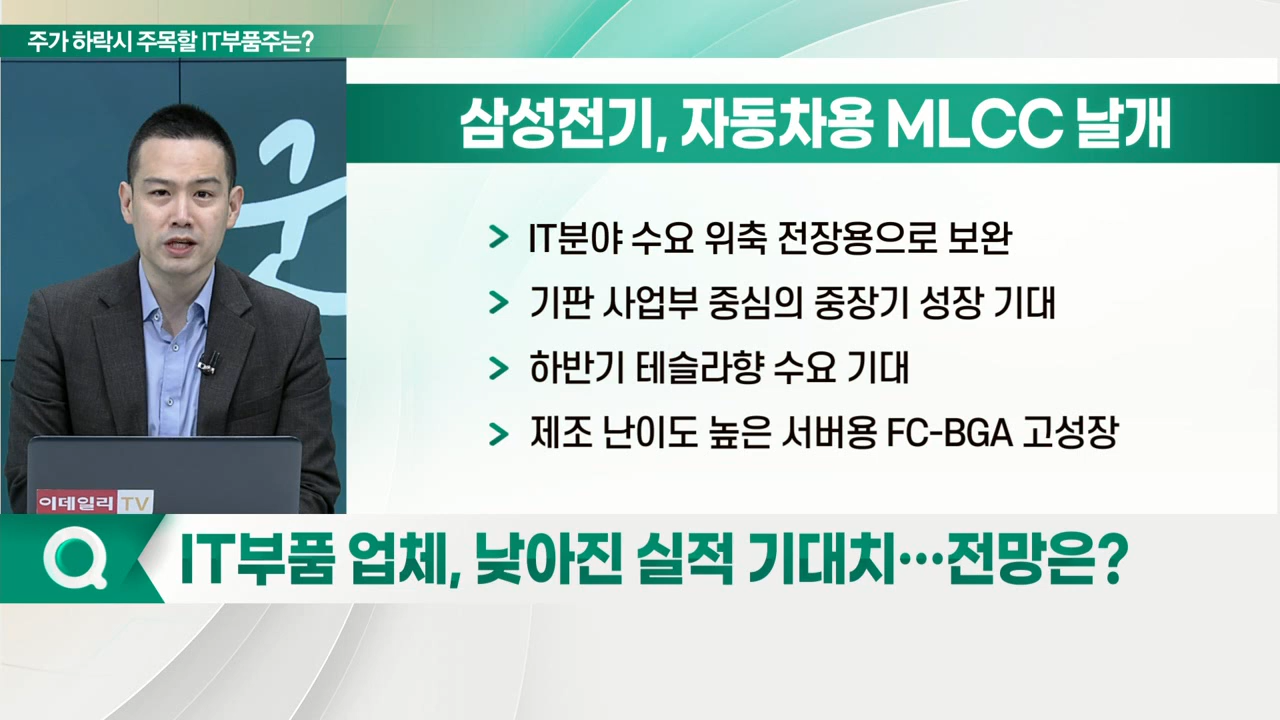 주가 하락시 주목할 IT부품주는?
삼성전기, 자동차용 MLCC 날개
> IT분야 수요 위축 전장용으로 보완
> 기판 사업부 중심의 중장기 성장 기대
> 하반기 테슬라향 수요 기대
> 제조 난이도 높은 서버용 FC-BGA 고성장
이데일리 TV
Q IT부품 업체, 낮아진 실적 기대치…전망은?